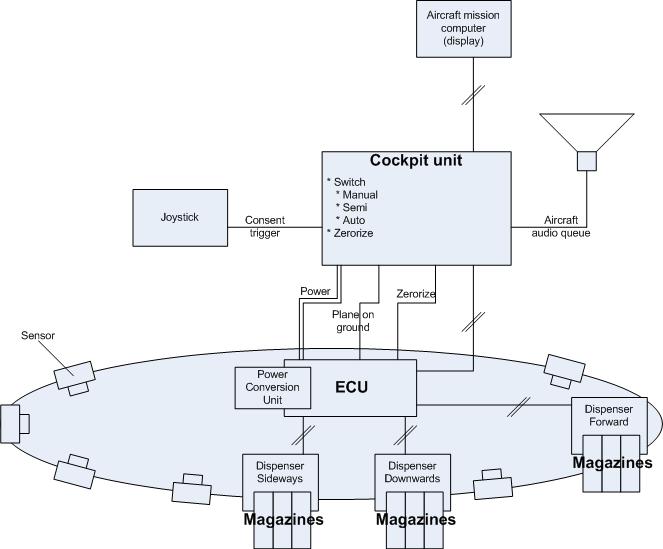 Aircraft mission
computer
(display)
Cockpit unit
* Switch
* Manual
* Semi
* Auto
* Zerorize
Joystick
Consent
trigger
Aircraft
audio queue
Power
Plane on
ground
Zerorize
Sensor
Power
Conversion
Unit
ECU
Dispenser
Forward
Magazines
Dispenser
Sideways
Magazines
Dispenser
Downwards
Magazines